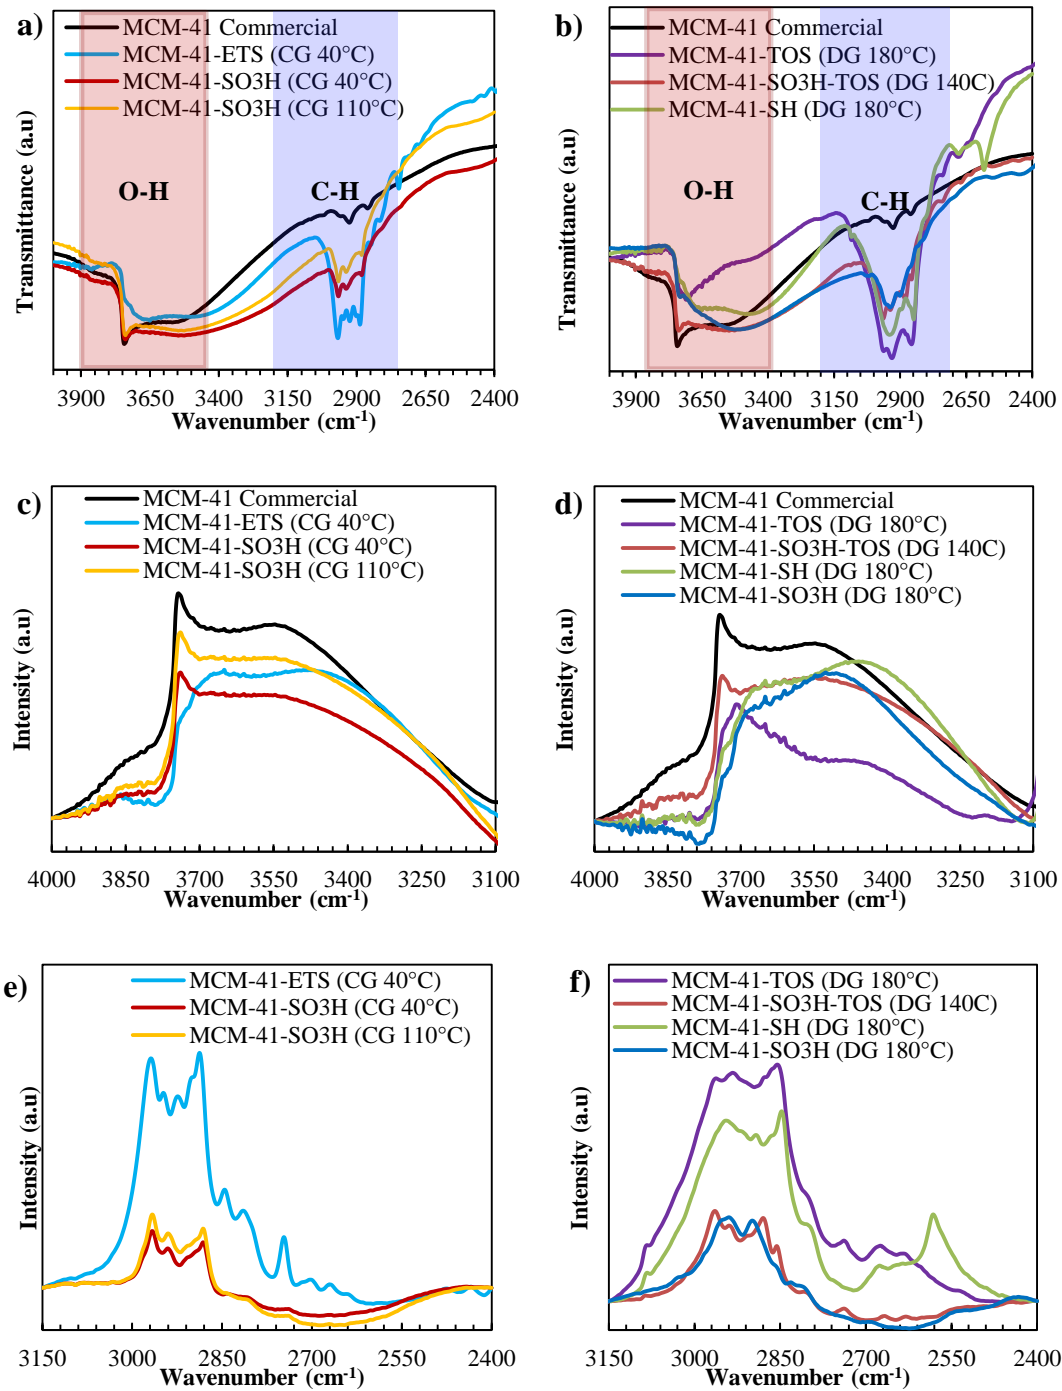 a)
MCM-41 Commercial
MCM-41-ETS (CG 40°C)
MCM-41-SO3H (CG 40°C)
MCM-41-SO3H (CG 110°C)
O-H
C-H
Transmittance (a.u)
3900 3650 3400 3150 2900 2650 2400
Wavenumber (cm-1)
b)
MCM-41 Commercial
MCM-41-TOS (DG 180°C)
MCM-41-SO3H-TOS (DG 140C)
MCM-41-SH (DG 180°C)
O-H
C-H
Transmittance (a.u)
3900 3650 3400 3150 2900 2650 2400
Wavenumber (cm-1)
c)
MCM-41 Commercial
MCM-41-ETS (CG 40°C)
MCM-41-SO3H (CG 40°C)
MCM-41-SO3H (CG 110°C)
Intensity (a.u)
4000 3850 3700 3550 3400 3250 3100
Wavenumber (cm-1)
d)
MCM-41 Commercial
MCM-41-TOS (DG 180°C)
MCM-41-SO3H-TOS (DG 140C)
MCM-41-SH (DG 180°C)
MCM-41-SO3H (DG 180°C)
Intensity (a.u)
4000 3850 3700 3550 3400 3250 3100
Wavenumber (cm-1)
e)
MCM-41-ETS (CG 40°C)
MCM-41-SO3H (CG 40°C)
MCM-41-SO3H (CG 110°C)
Intensity (a.u)
3150 3000 2850 2700 2550 2400
Wavenumber (cm-1)
f)
MCM-41-TOS (DG 180°C)
MCM-41-SO3H-TOS (DG 140C)
MCM-41-SH (DG 180°C)
MCM-41-SO3H (DG 180°C)
Intensity (a.u)
3150 3000 2850 2700 2550 2400
Wavenumber (cm-1)